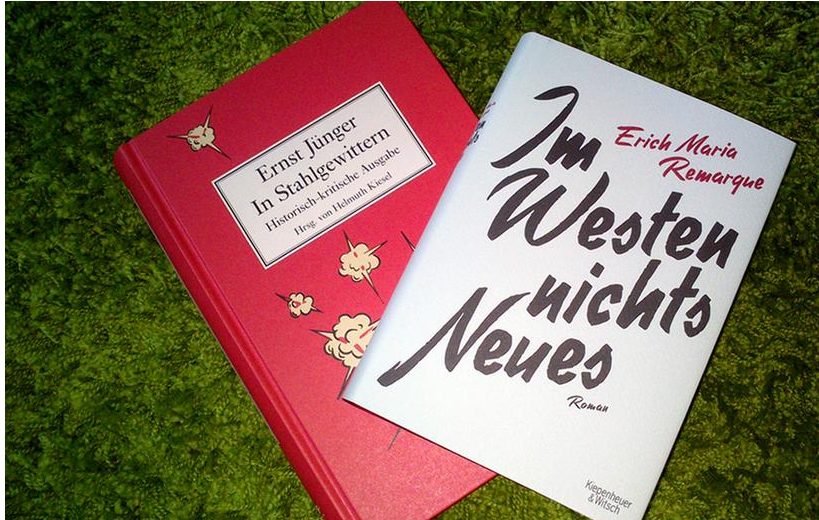 Ernst Jünger
In Stahlgewittern
Historisch-kritische Ausgabe
Hrsg. von Helmuth Kiesel
Im
Westen
nichts
Neues
Erich Maria
Remarque
Roman
Kiepenheuer
& Witsch